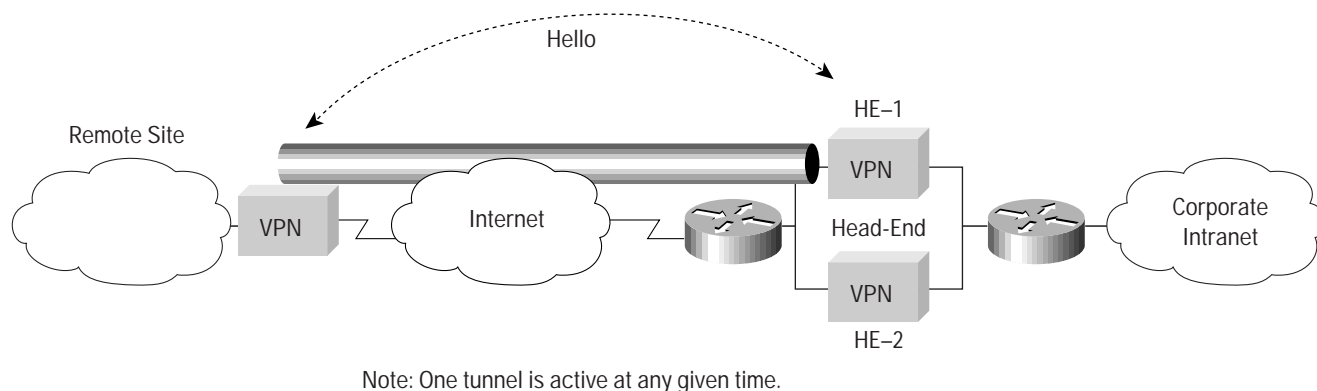 Hello
HE–1
Remote Site
VPN
VPN
Internet
Head-End
Corporate
Intranet
VPN
HE–2
Note: One tunnel is active at any given time.